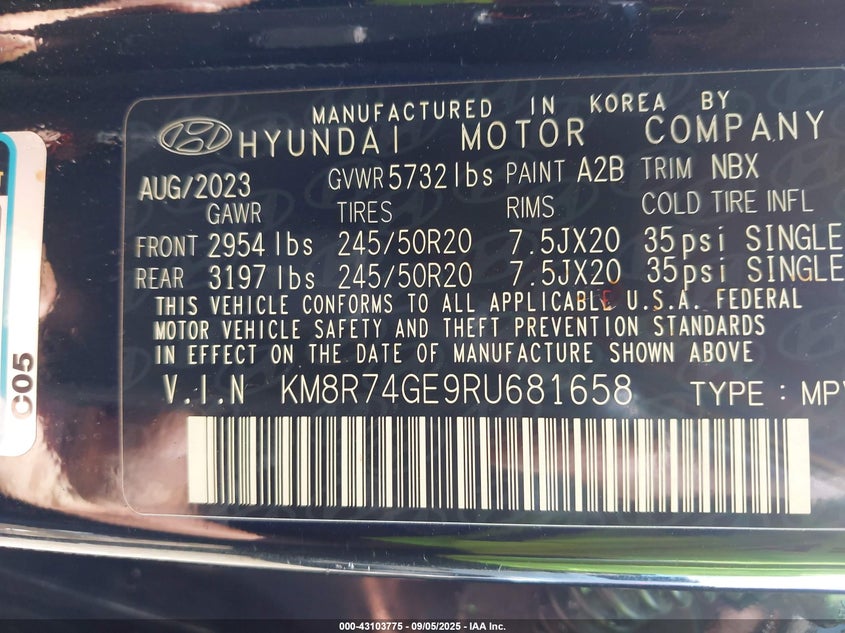 MANUFACTURED IN KOREA BY
HYUNDAI MOTOR COMPANY
AUG/2023 GVWR 5732 lbs PAINT A2B TRIM NBX
GAWR TIRES RIMS COLD TIRE INFL
FRONT 2954 lbs 245/50R20 7.5JX20 35psi SINGLE
REAR 3197 lbs 245/50R20 7.5JX20 35psi SINGLE
THIS VEHICLE CONFORMS TO ALL APPLICABLE U.S.A. FEDERAL
MOTOR VEHICLE SAFETY AND THEFT PREVENTION STANDARDS
IN EFFECT ON THE DATE OF MANUFACTURE SHOWN ABOVE
V.I.N KM8R74GE9RU681658 TYPE : MPV
C05
000-43103775 - 09/05/2025 - IAA Inc.